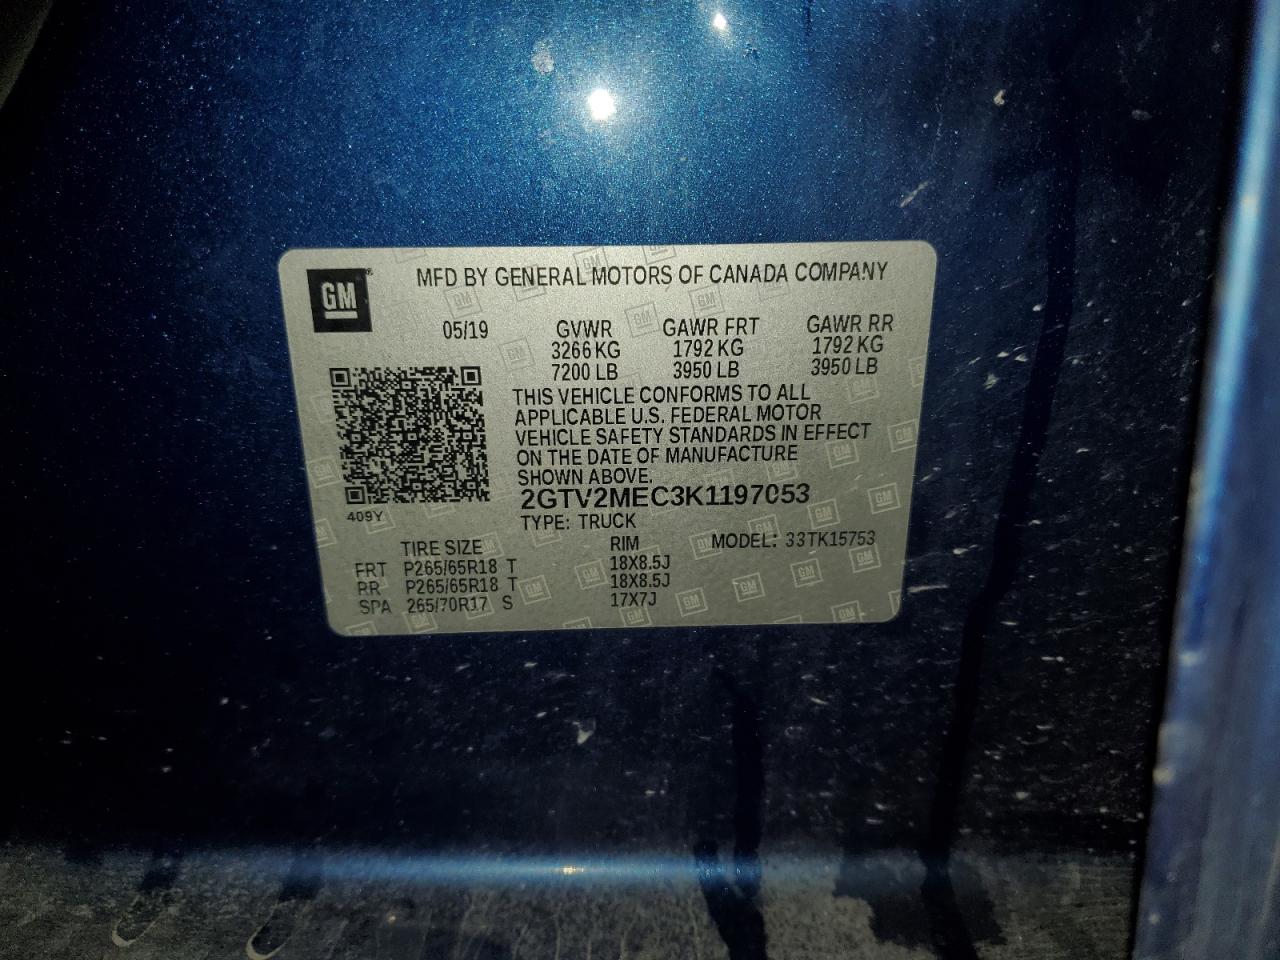 GM
MFD BY GENERAL MOTORS OF CANADA COMPANY
05/19 GVWR GAWR FRT GAWR RR
3266 KG 1792 KG 1792 KG
7200 LB 3950 LB 3950 LB
THIS VEHICLE CONFORMS TO ALL
APPLICABLE U.S. FEDERAL MOTOR
VEHICLE SAFETY STANDARDS IN EFFECT
ON THE DATE OF MANUFACTURE
SHOWN ABOVE.
409Y
2GTV2MEC3K1197053
TYPE: TRUCK
TIRE SIZE RIM MODEL: 33TK15753
FRT P265/65R18 T 18X8.5J
RR P265/65R18 T 18X8.5J
SPA 265/70R17 S 17X7J